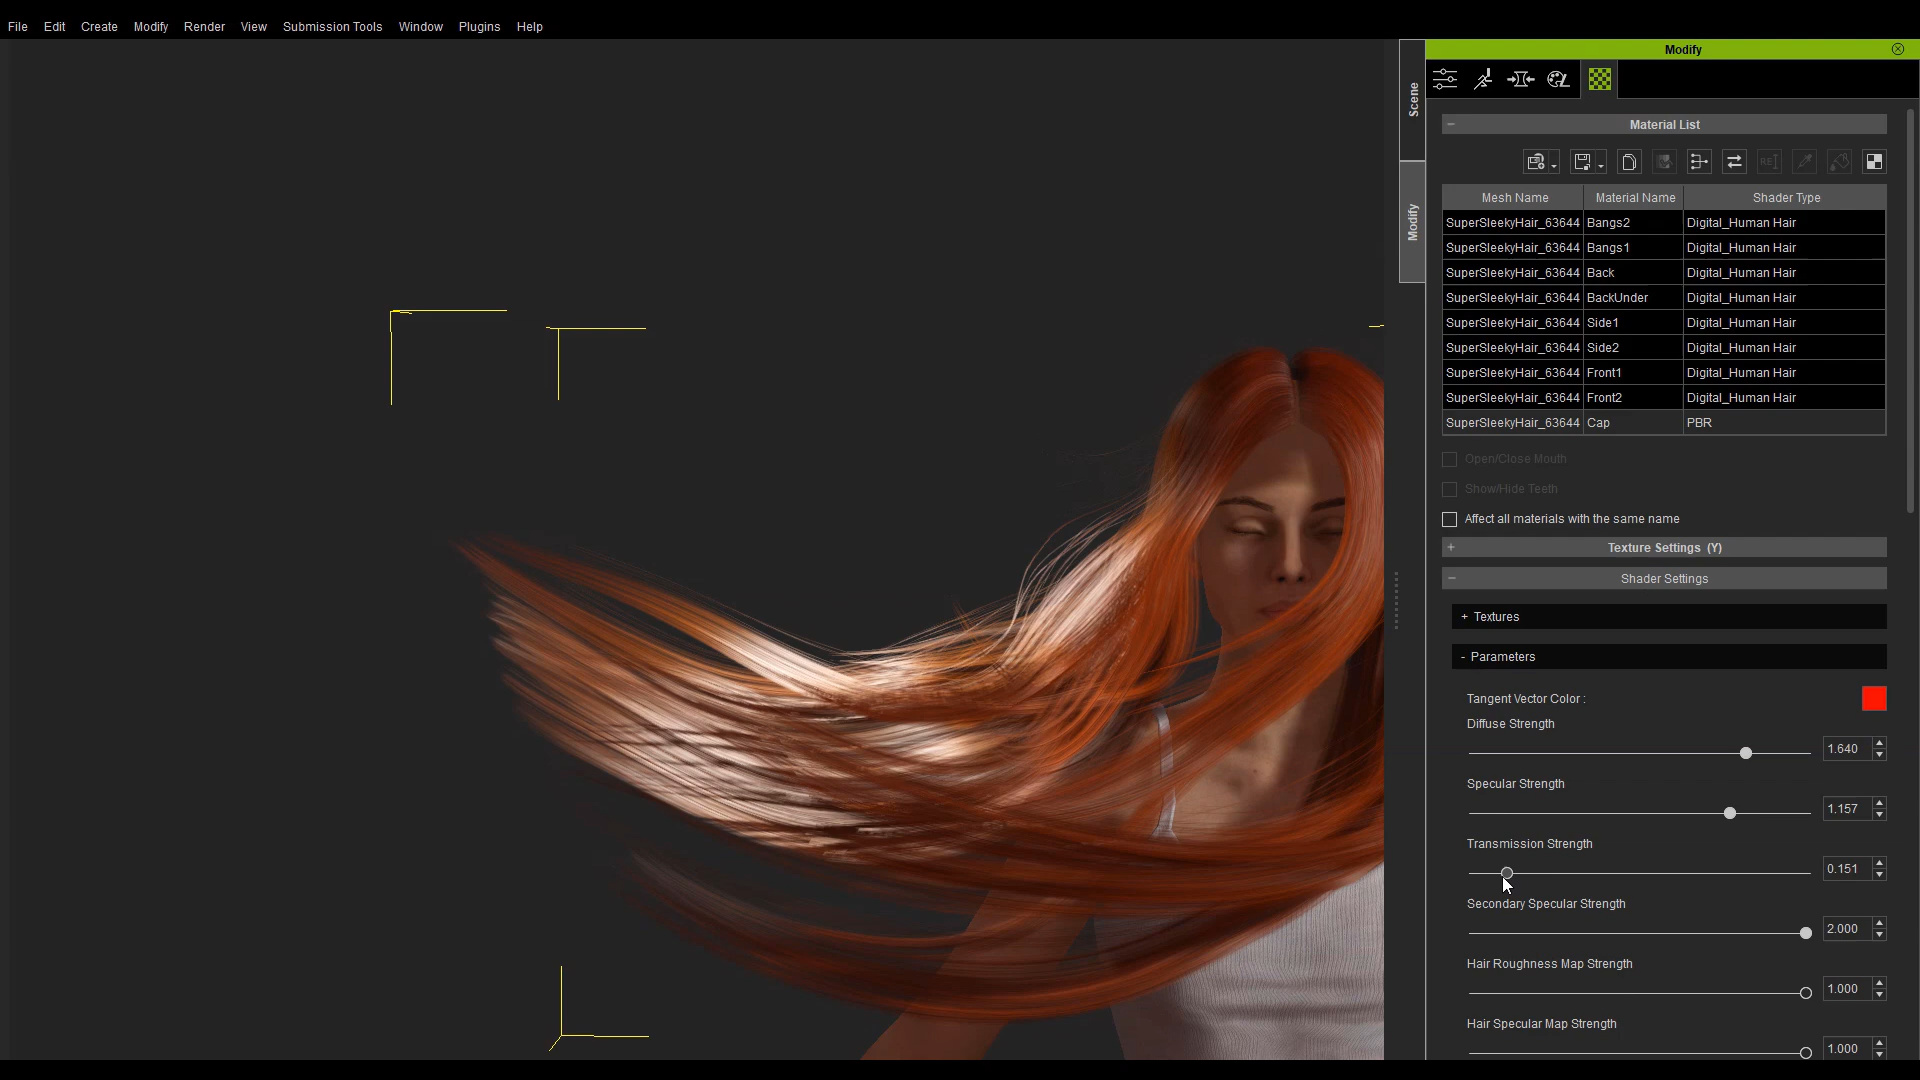 File Edit Create Modify Render View Submission Tools Window Plugins Help
Modify
Scene
Modify
Material List
Mesh Name Material Name Shader Type
SuperSleekyHair_63644 Bangs2 Digital_Human Hair
SuperSleekyHair_63644 Bangs1 Digital_Human Hair
SuperSleekyHair_63644 Back Digital_Human Hair
SuperSleekyHair_63644 BackUnder Digital_Human Hair
SuperSleekyHair_63644 Side1 Digital_Human Hair
SuperSleekyHair_63644 Side2 Digital_Human Hair
SuperSleekyHair_63644 Front1 Digital_Human Hair
SuperSleekyHair_63644 Front2 Digital_Human Hair
SuperSleekyHair_63644 Cap PBR
Open/Close Mouth
Show/Hide Teeth
Affect all materials with the same name
+ Texture Settings (Y)
- Shader Settings
+ Textures
- Parameters
Tangent Vector Color :
Diffuse Strength
1.640
Specular Strength
1.157
Transmission Strength
0.151
Secondary Specular Strength
2.000
Hair Roughness Map Strength
1.000
Hair Specular Map Strength
1.000